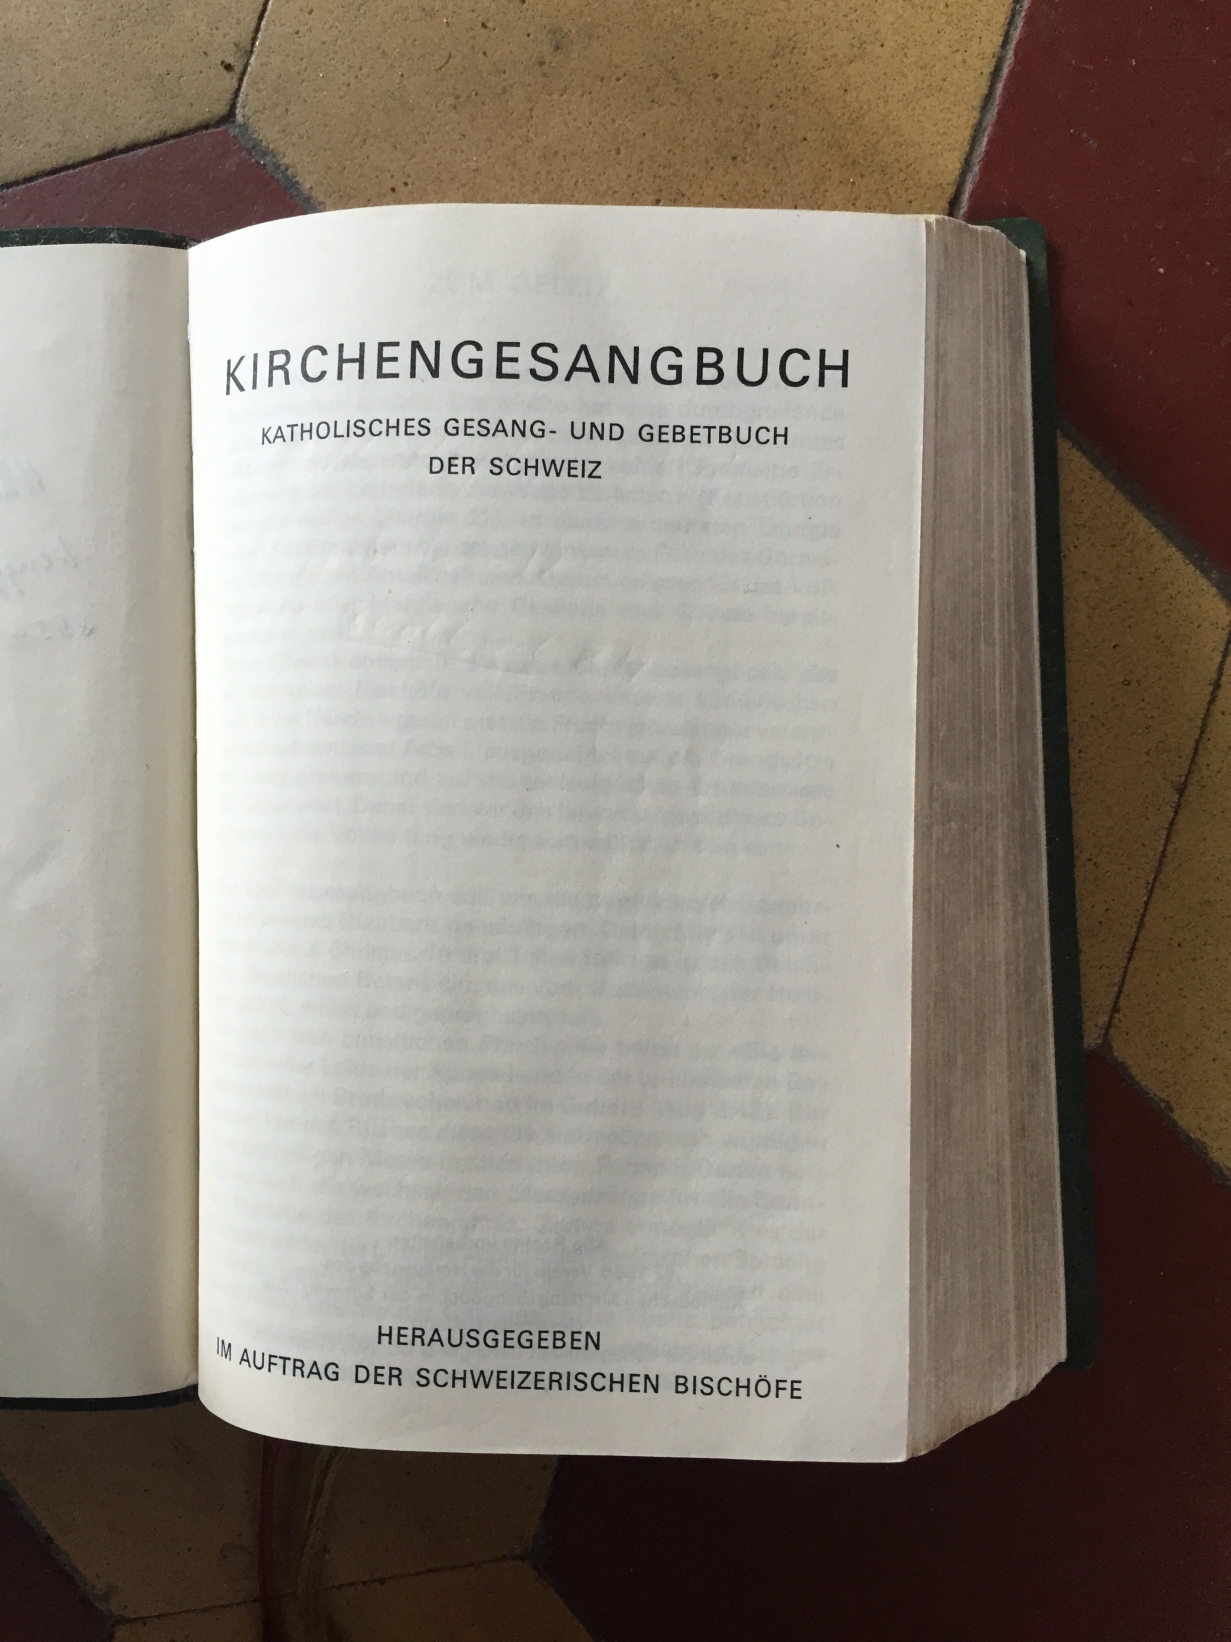 KIRCHENGESANGBUCH
KATHOLISCHES GESANG- UND GEBETBUCH
DER SCHWEIZ
HERAUSGEGEBEN
IM AUFTRAG DER SCHWEIZERISCHEN BISCHÖFE